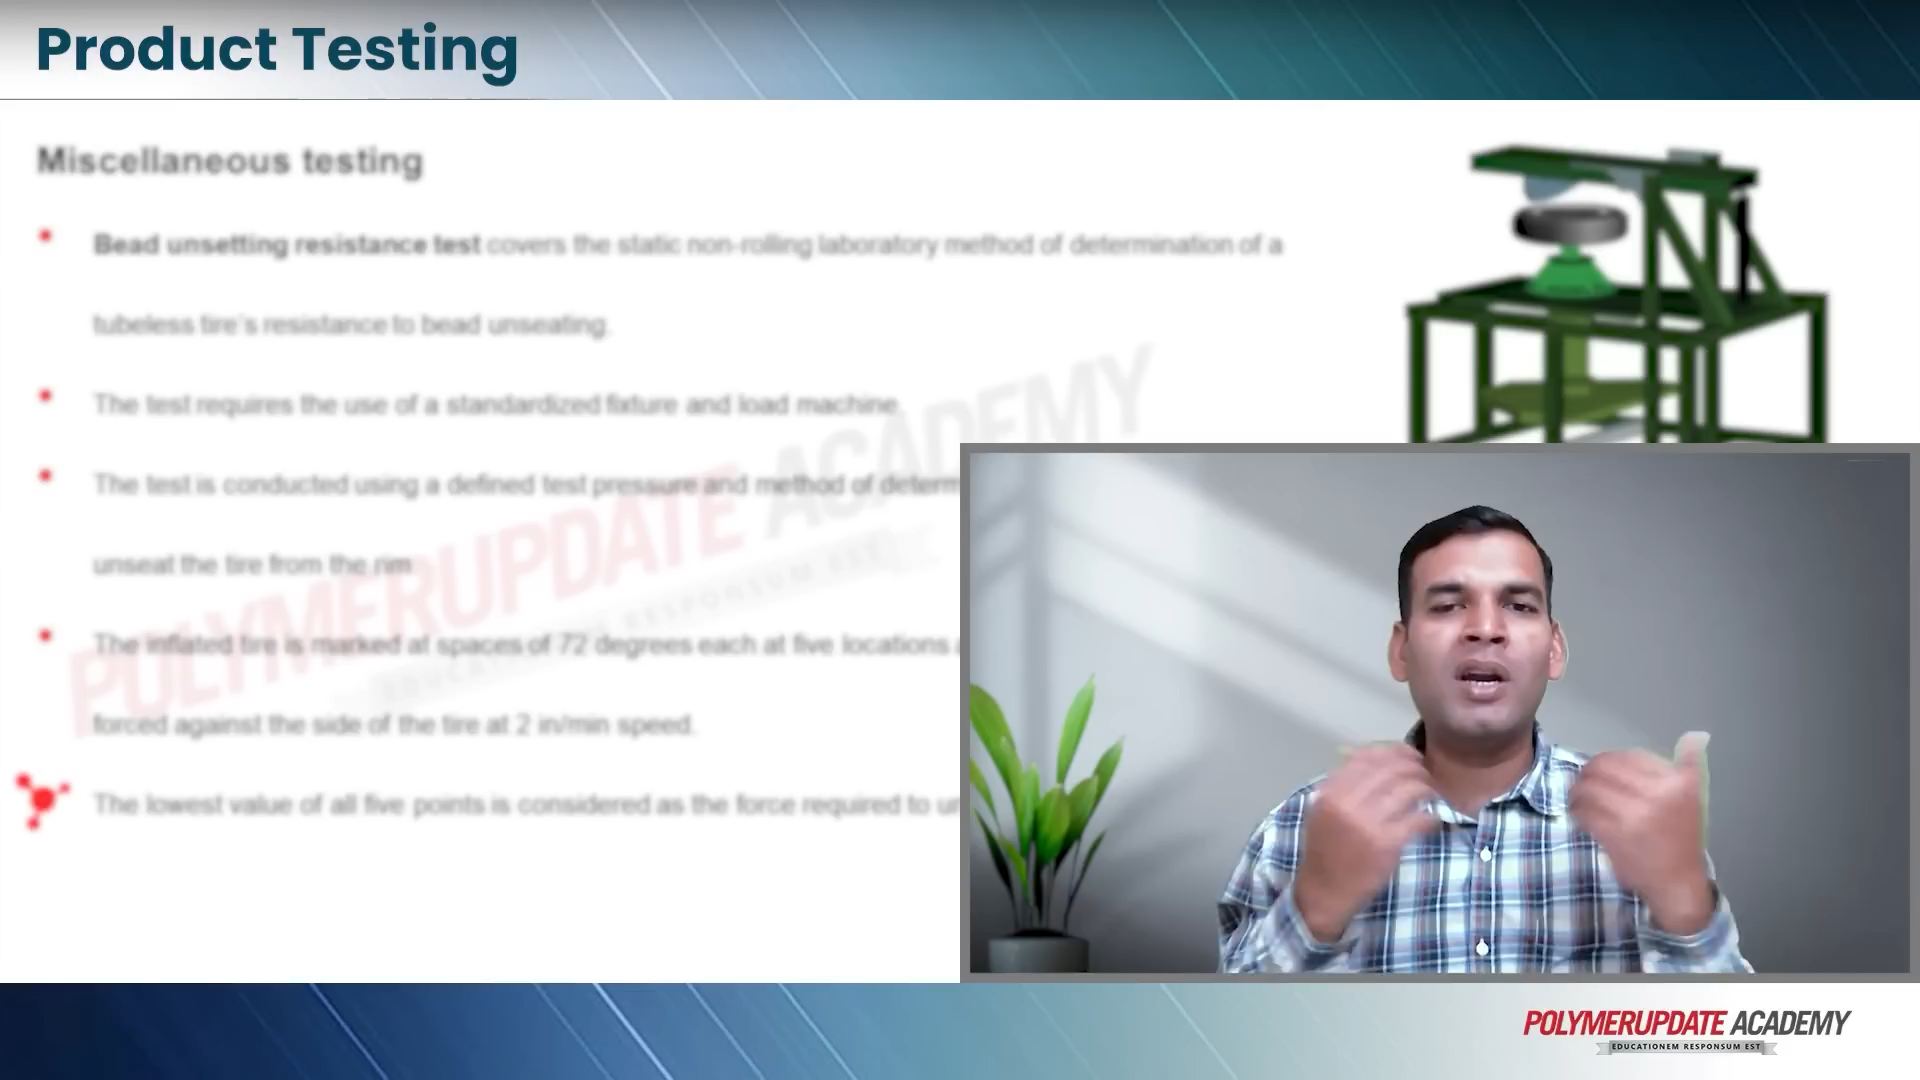 Product Testing
Miscellaneous testing
Bead unsetting resistance test covers the static non-rolling laboratory method of determination of a
tubeless tire's resistance to bead unseating.
The test requires the use of a standardized fixture and load machine.
The test is conducted using a defined test pressure and method of determ
unseat the tire from the rim
The inflated tire is marked at spaces of 72 degrees each at five locations a
forced against the side of the tire at 2 in/min speed.
The lowest value of all five points is considered as the force required to un
POLYMERUPDATE ACADEMY
EDUCATIONEM RESPONSUM EST
POLYMERUPDATE ACADEMY
EDUCATIONEM RESPONSUM EST